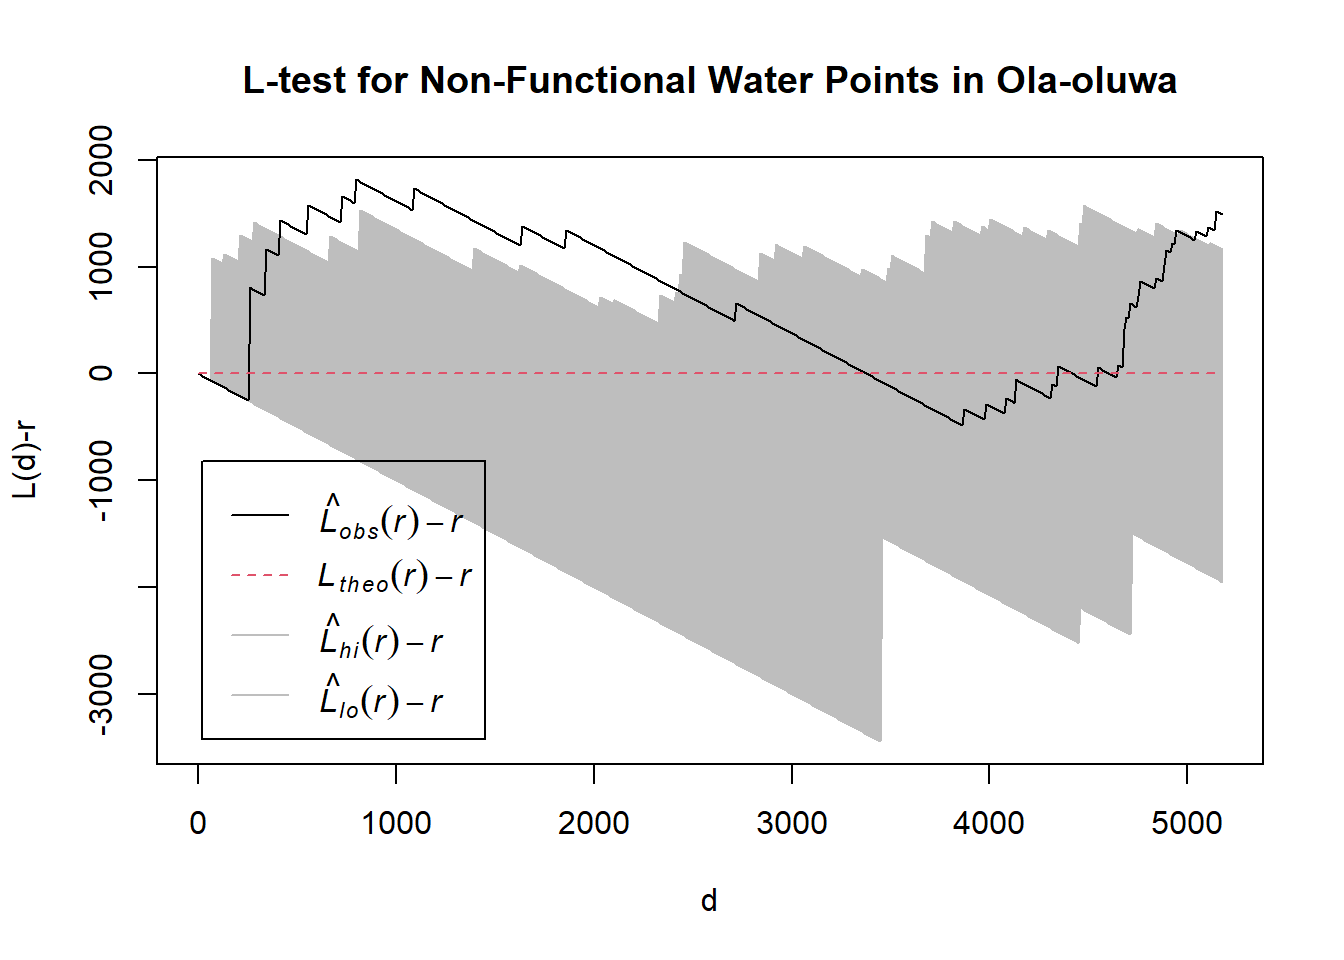 L-test for Non-Functional Water Points in Ola-oluwa
L(d)-r
2000
1000
0
-1000
-3000
L̂obs(r) − r
Ltheo(r) − r
L̂hi(r) − r
L̂lo(r) − r
0 1000 2000 3000 4000 5000
d